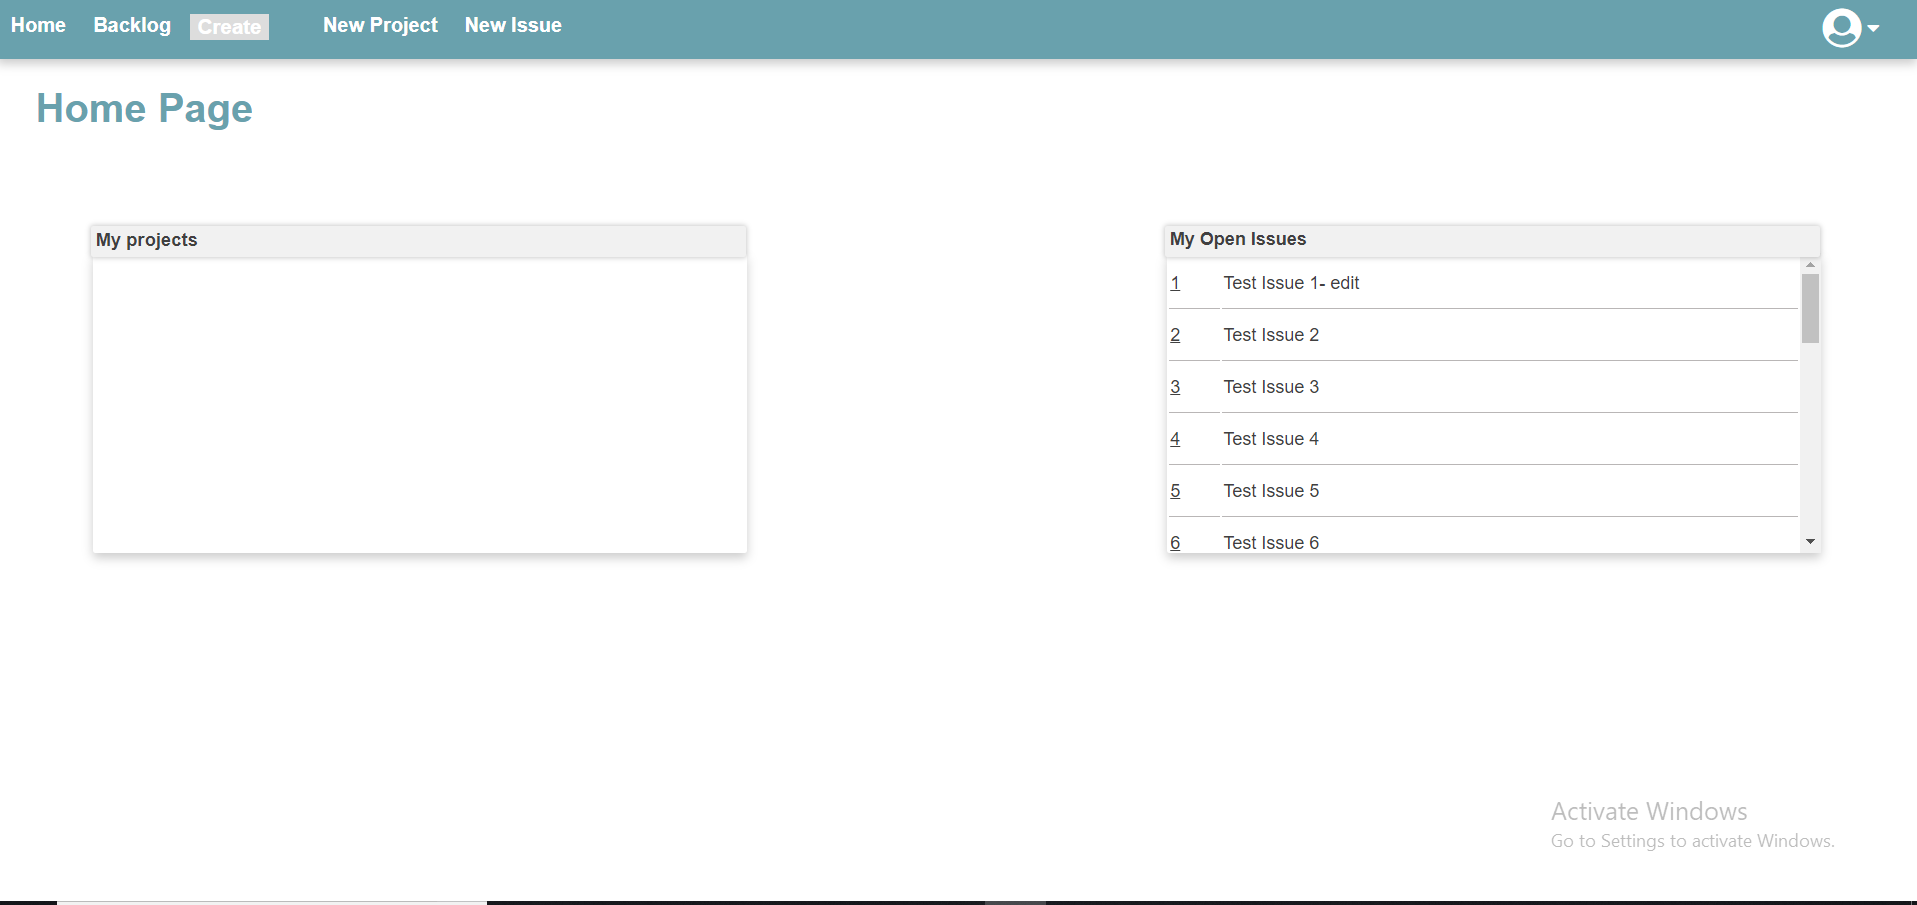 Home Backlog Create New Project New Issue
Home Page
My projects
My Open Issues
1 Test Issue 1- edit
2 Test Issue 2
3 Test Issue 3
4 Test Issue 4
5 Test Issue 5
6 Test Issue 6
Activate Windows
Go to Settings to activate Windows.